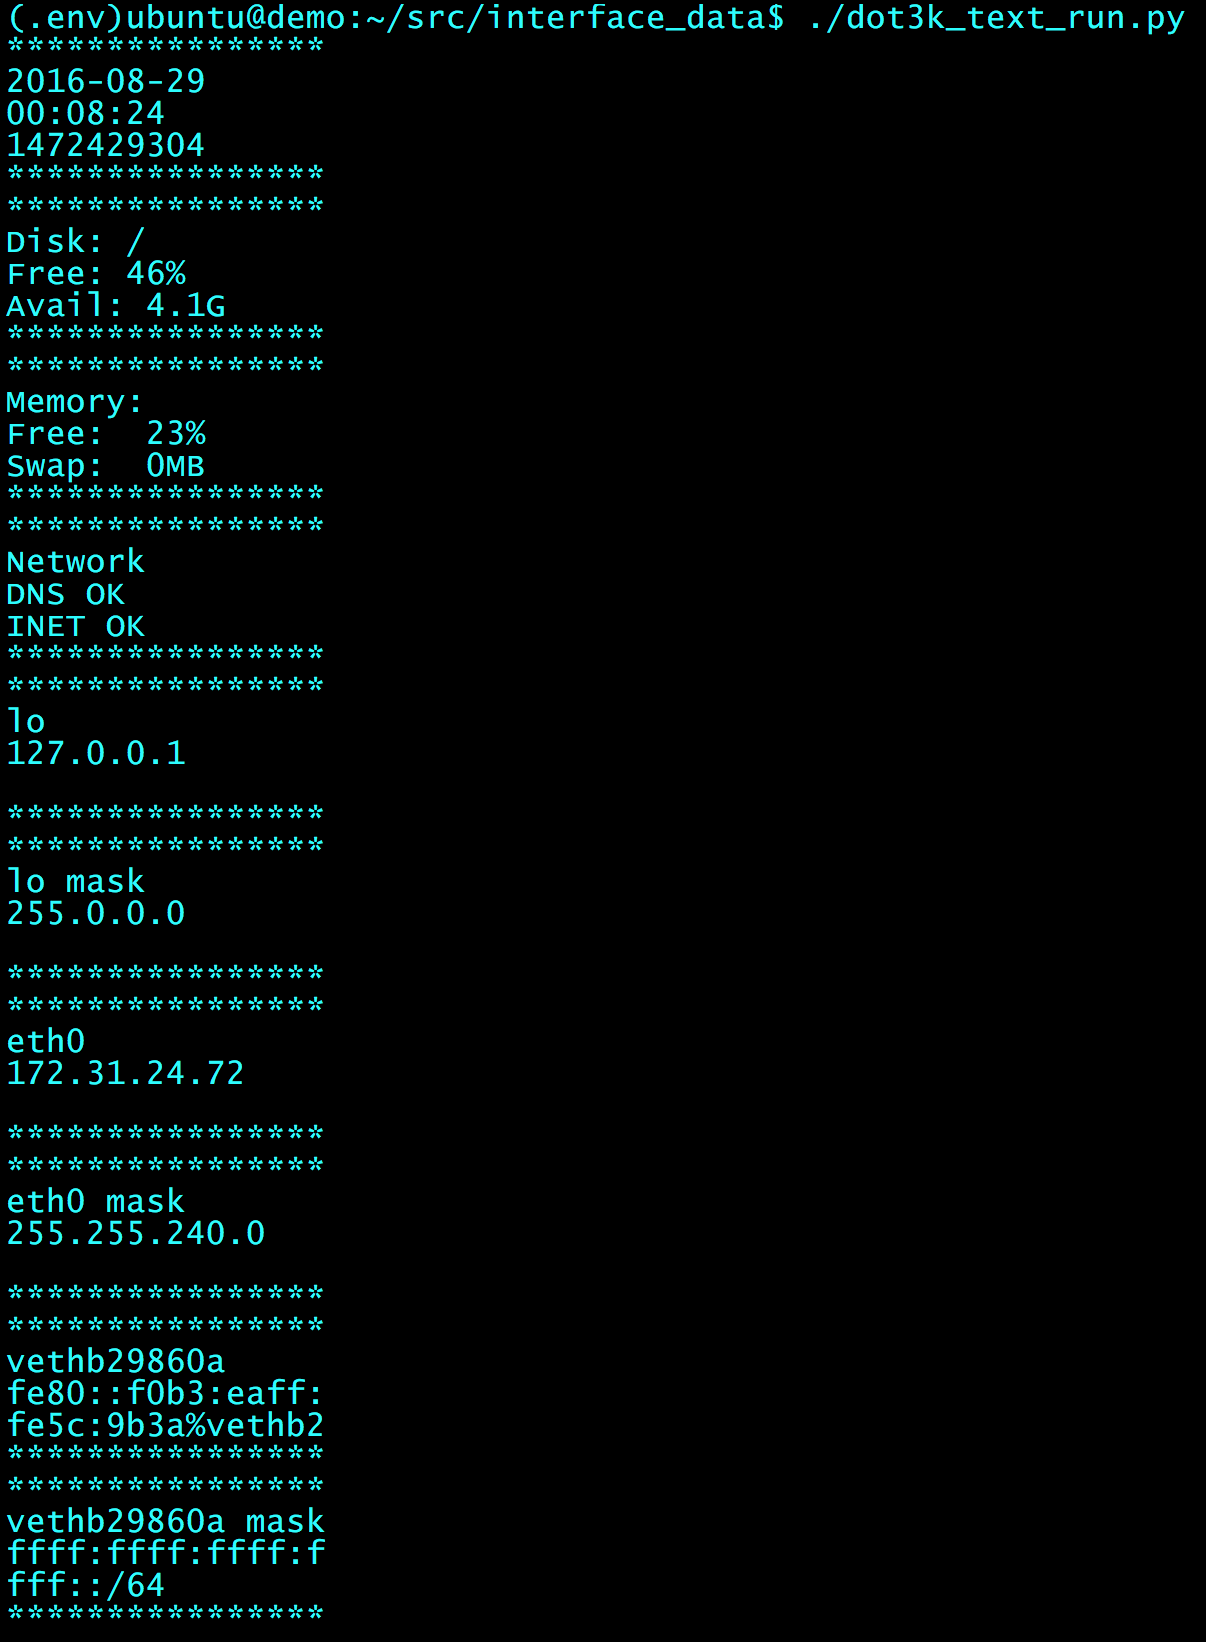 (.env)ubuntu@demo:~/src/interface_data$ ./dot3k_text_run.py
****************
2016-08-29
00:08:24
1472429304
****************
****************
Disk: /
Free: 46%
Avail: 4.1G
****************
****************
Memory:
Free:  23%
Swap:  0MB
****************
****************
Network
DNS OK
INET OK
****************
****************
lo
127.0.0.1

****************
****************
lo mask
255.0.0.0

****************
****************
eth0
172.31.24.72

****************
****************
eth0 mask
255.255.240.0

****************
****************
vethb29860a
fe80::f0b3:eaff:
fe5c:9b3a%vethb2
****************
****************
vethb29860a mask
ffff:ffff:ffff:f
fff::/64
****************